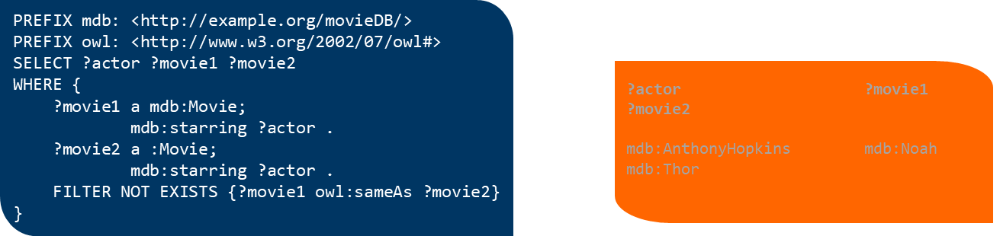 PREFIX mdb: <http://example.org/movieDB/>
PREFIX owl: <http://www.w3.org/2002/07/owl#>
SELECT ?actor ?movie1 ?movie2
WHERE {
    ?movie1 a mdb:Movie;
            mdb:starring ?actor .
    ?movie2 a :Movie;
            mdb:starring ?actor .
    FILTER NOT EXISTS {?movie1 owl:sameAs ?movie2}
}
?actor ?movie1
?movie2
mdb:AnthonyHopkins mdb:Noah
mdb:Thor